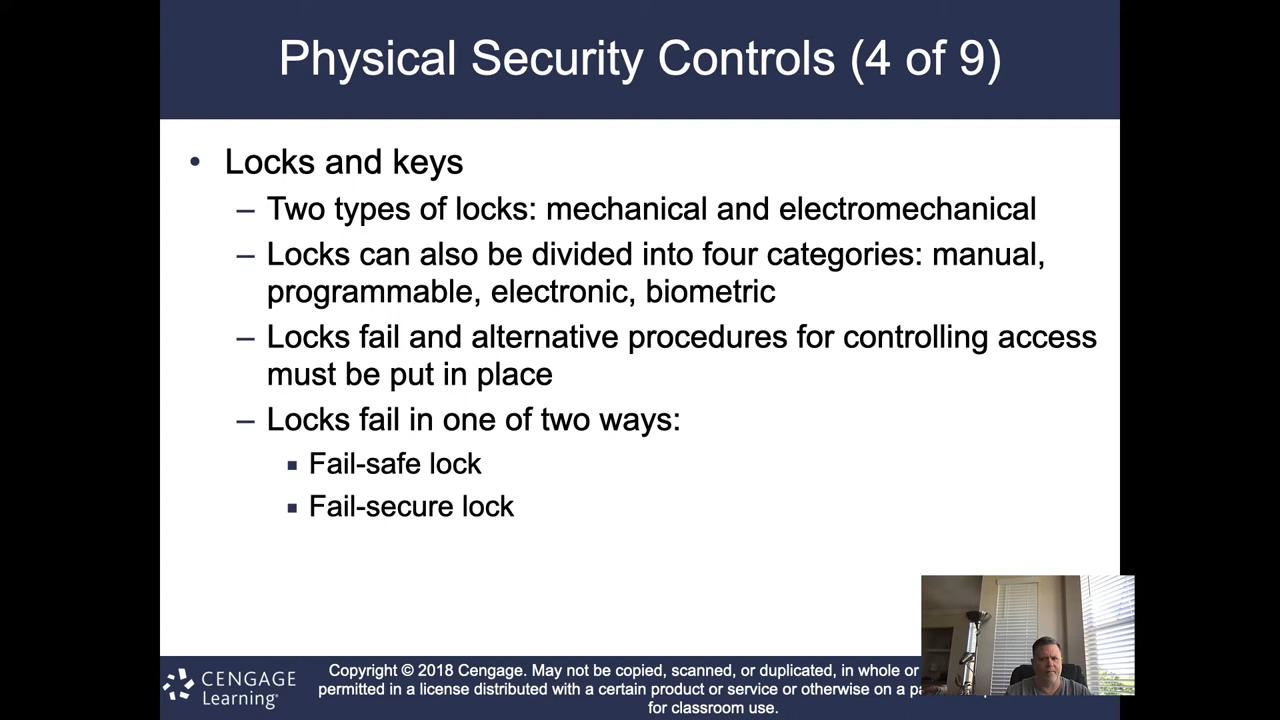 Physical Security Controls (4 of 9)
• Locks and keys
– Two types of locks: mechanical and electromechanical
– Locks can also be divided into four categories: manual,
programmable, electronic, biometric
– Locks fail and alternative procedures for controlling access
must be put in place
– Locks fail in one of two ways:
▪ Fail-safe lock
▪ Fail-secure lock
CENGAGE
Learning
Copyright © 2018 Cengage. May not be copied, scanned, or duplicated, in whole or
permitted in a license distributed with a certain product or service or otherwise on a
for classroom use.